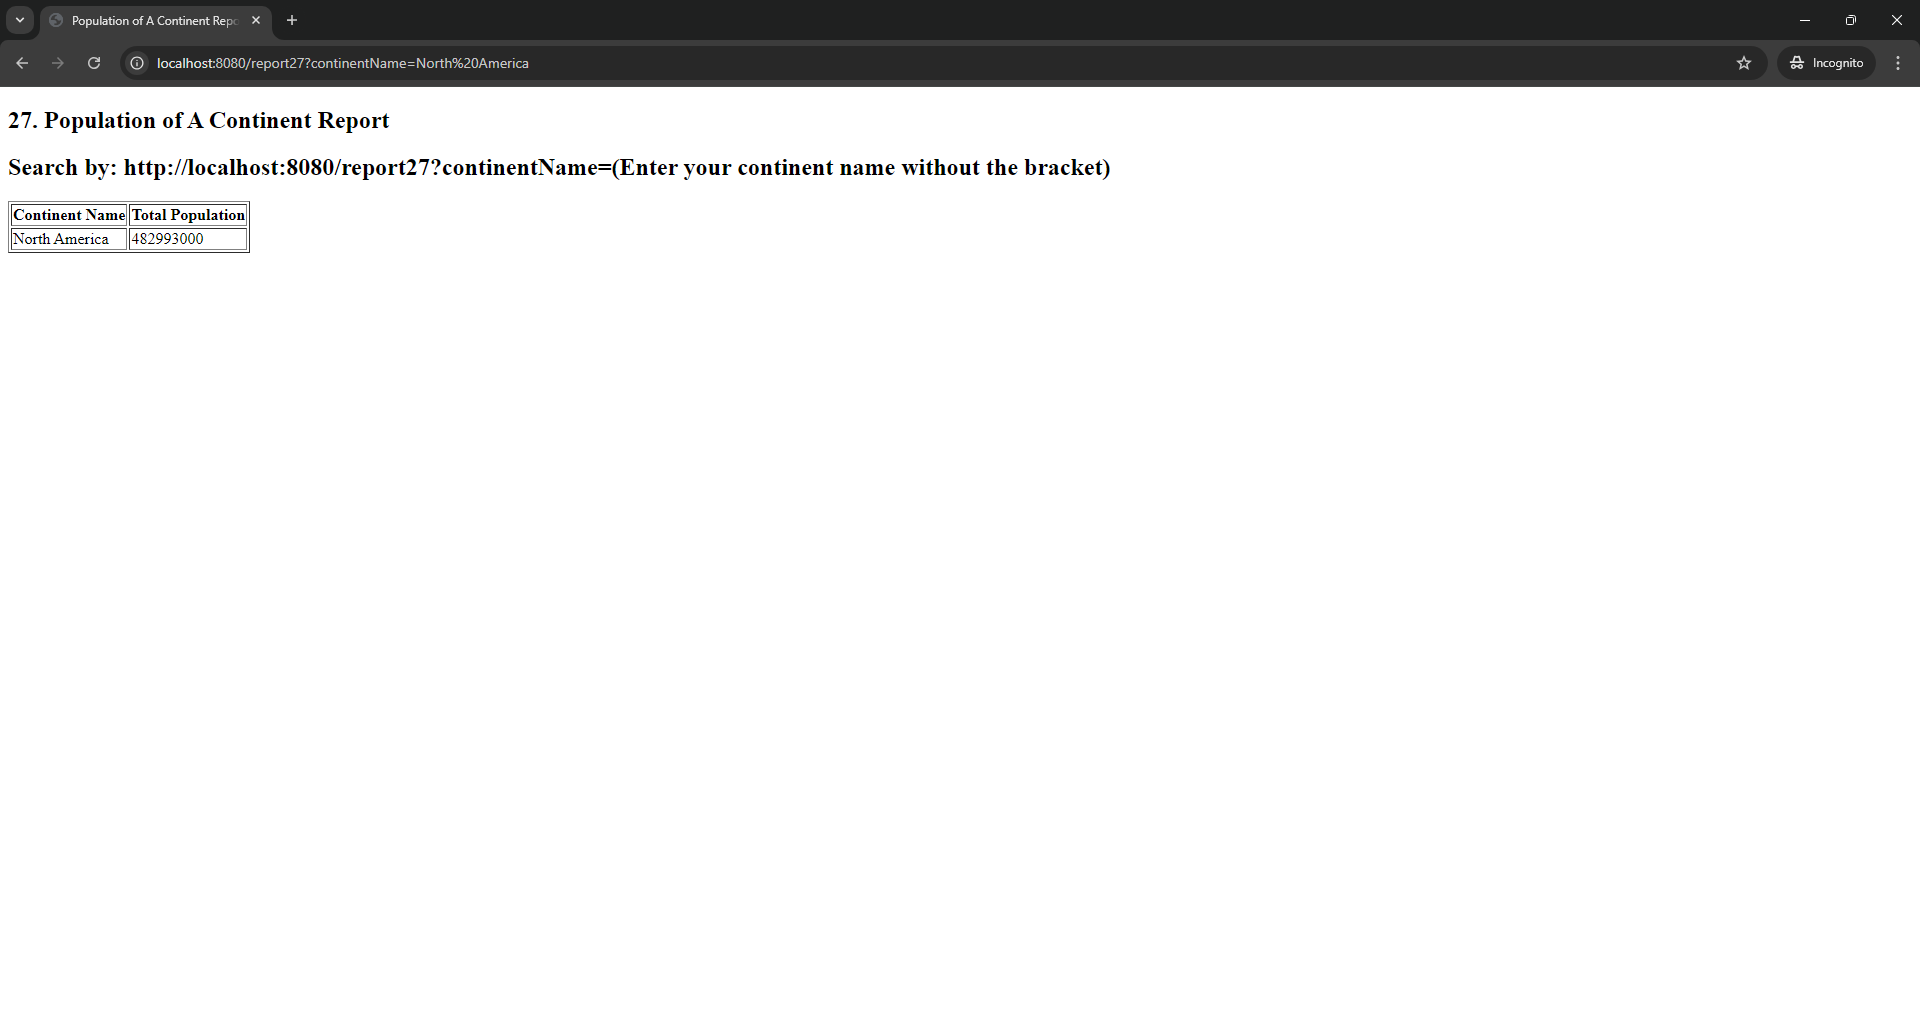 Population of A Continent Repo
localhost:8080/report27?continentName=North%20America
Incognito
27. Population of A Continent Report
Search by: http://localhost:8080/report27?continentName=(Enter your continent name without the bracket)
Continent Name Total Population
North America 482993000